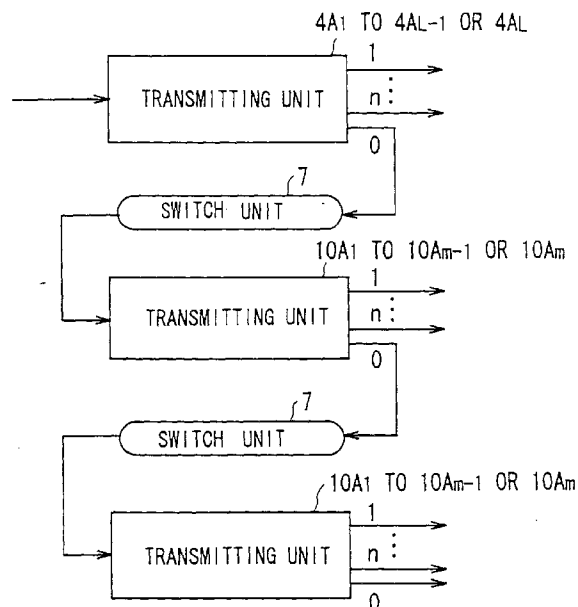 4A1 TO 4AL-1 OR 4AL
1
TRANSMITTING UNIT
n
0
7
SWITCH UNIT
10A1 TO 10Am-1 OR 10Am
1
TRANSMITTING UNIT
n
0
7
SWITCH UNIT
10A1 TO 10Am-1 OR 10Am
1
TRANSMITTING UNIT
n
0